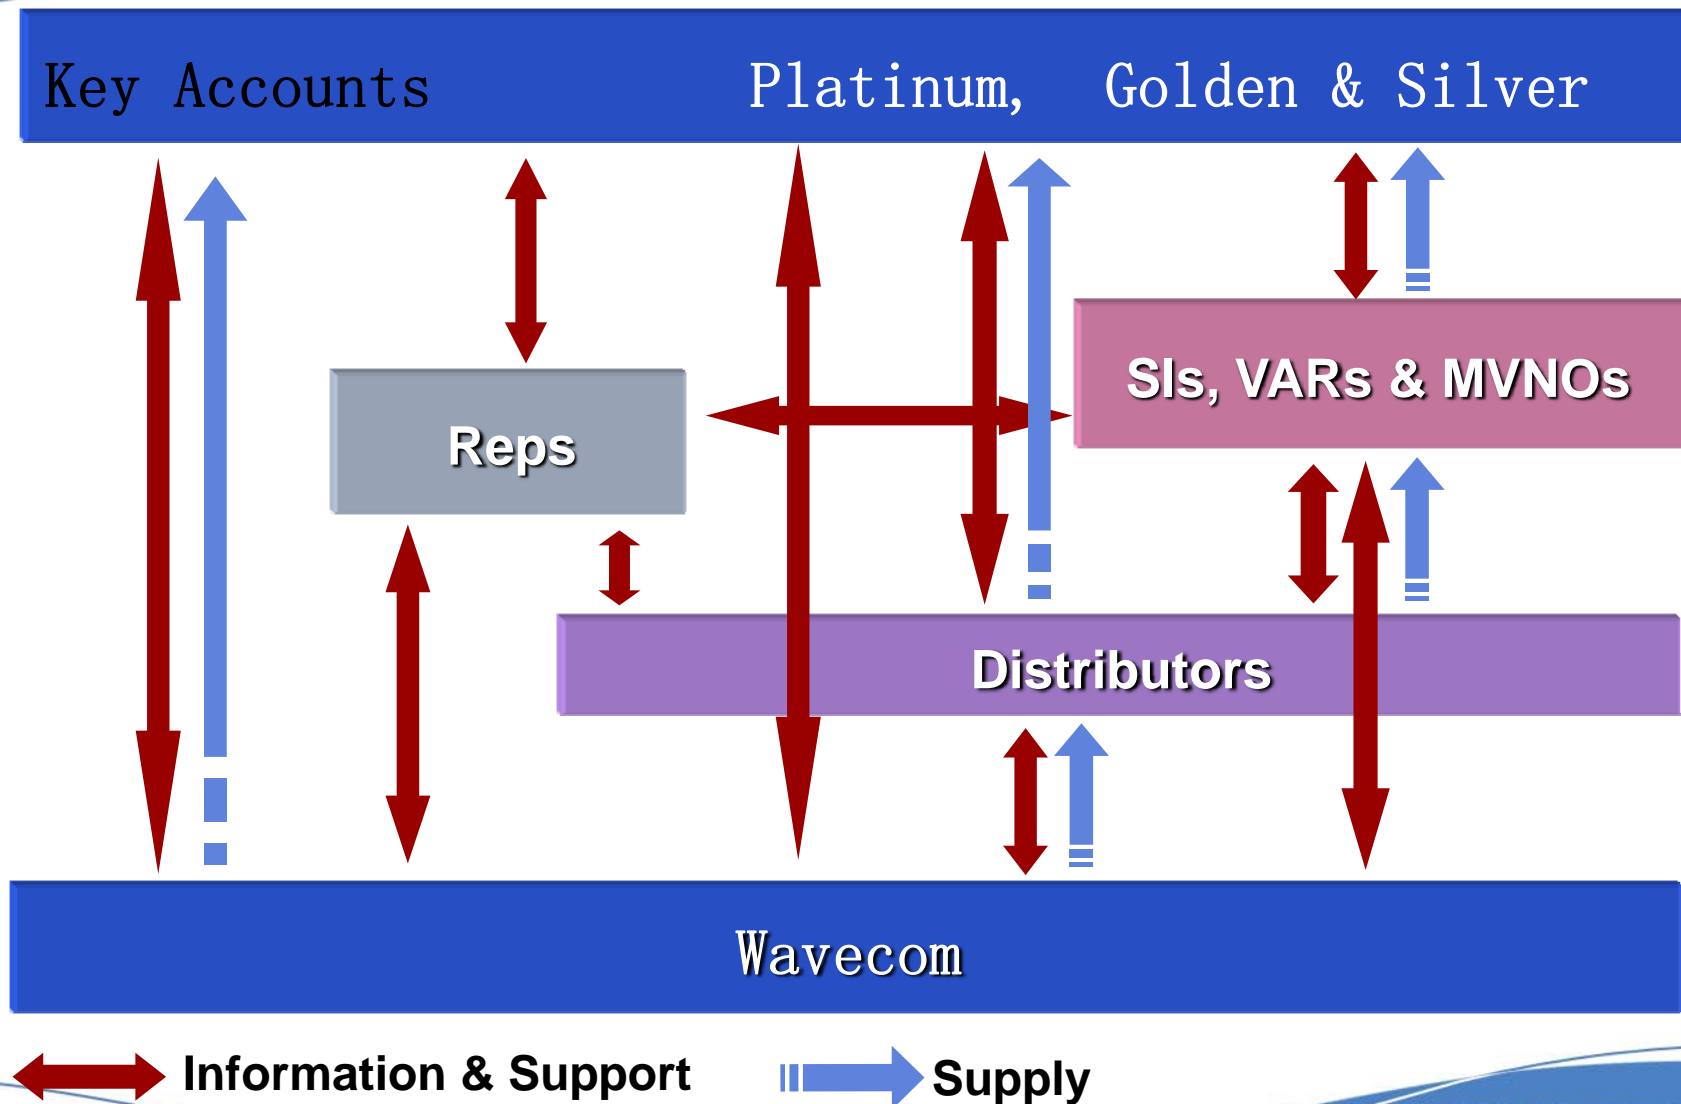 Key Accounts Platinum, Golden & Silver
SIs, VARs & MVNOs
Reps
Distributors
Wavecom
Information & Support Supply